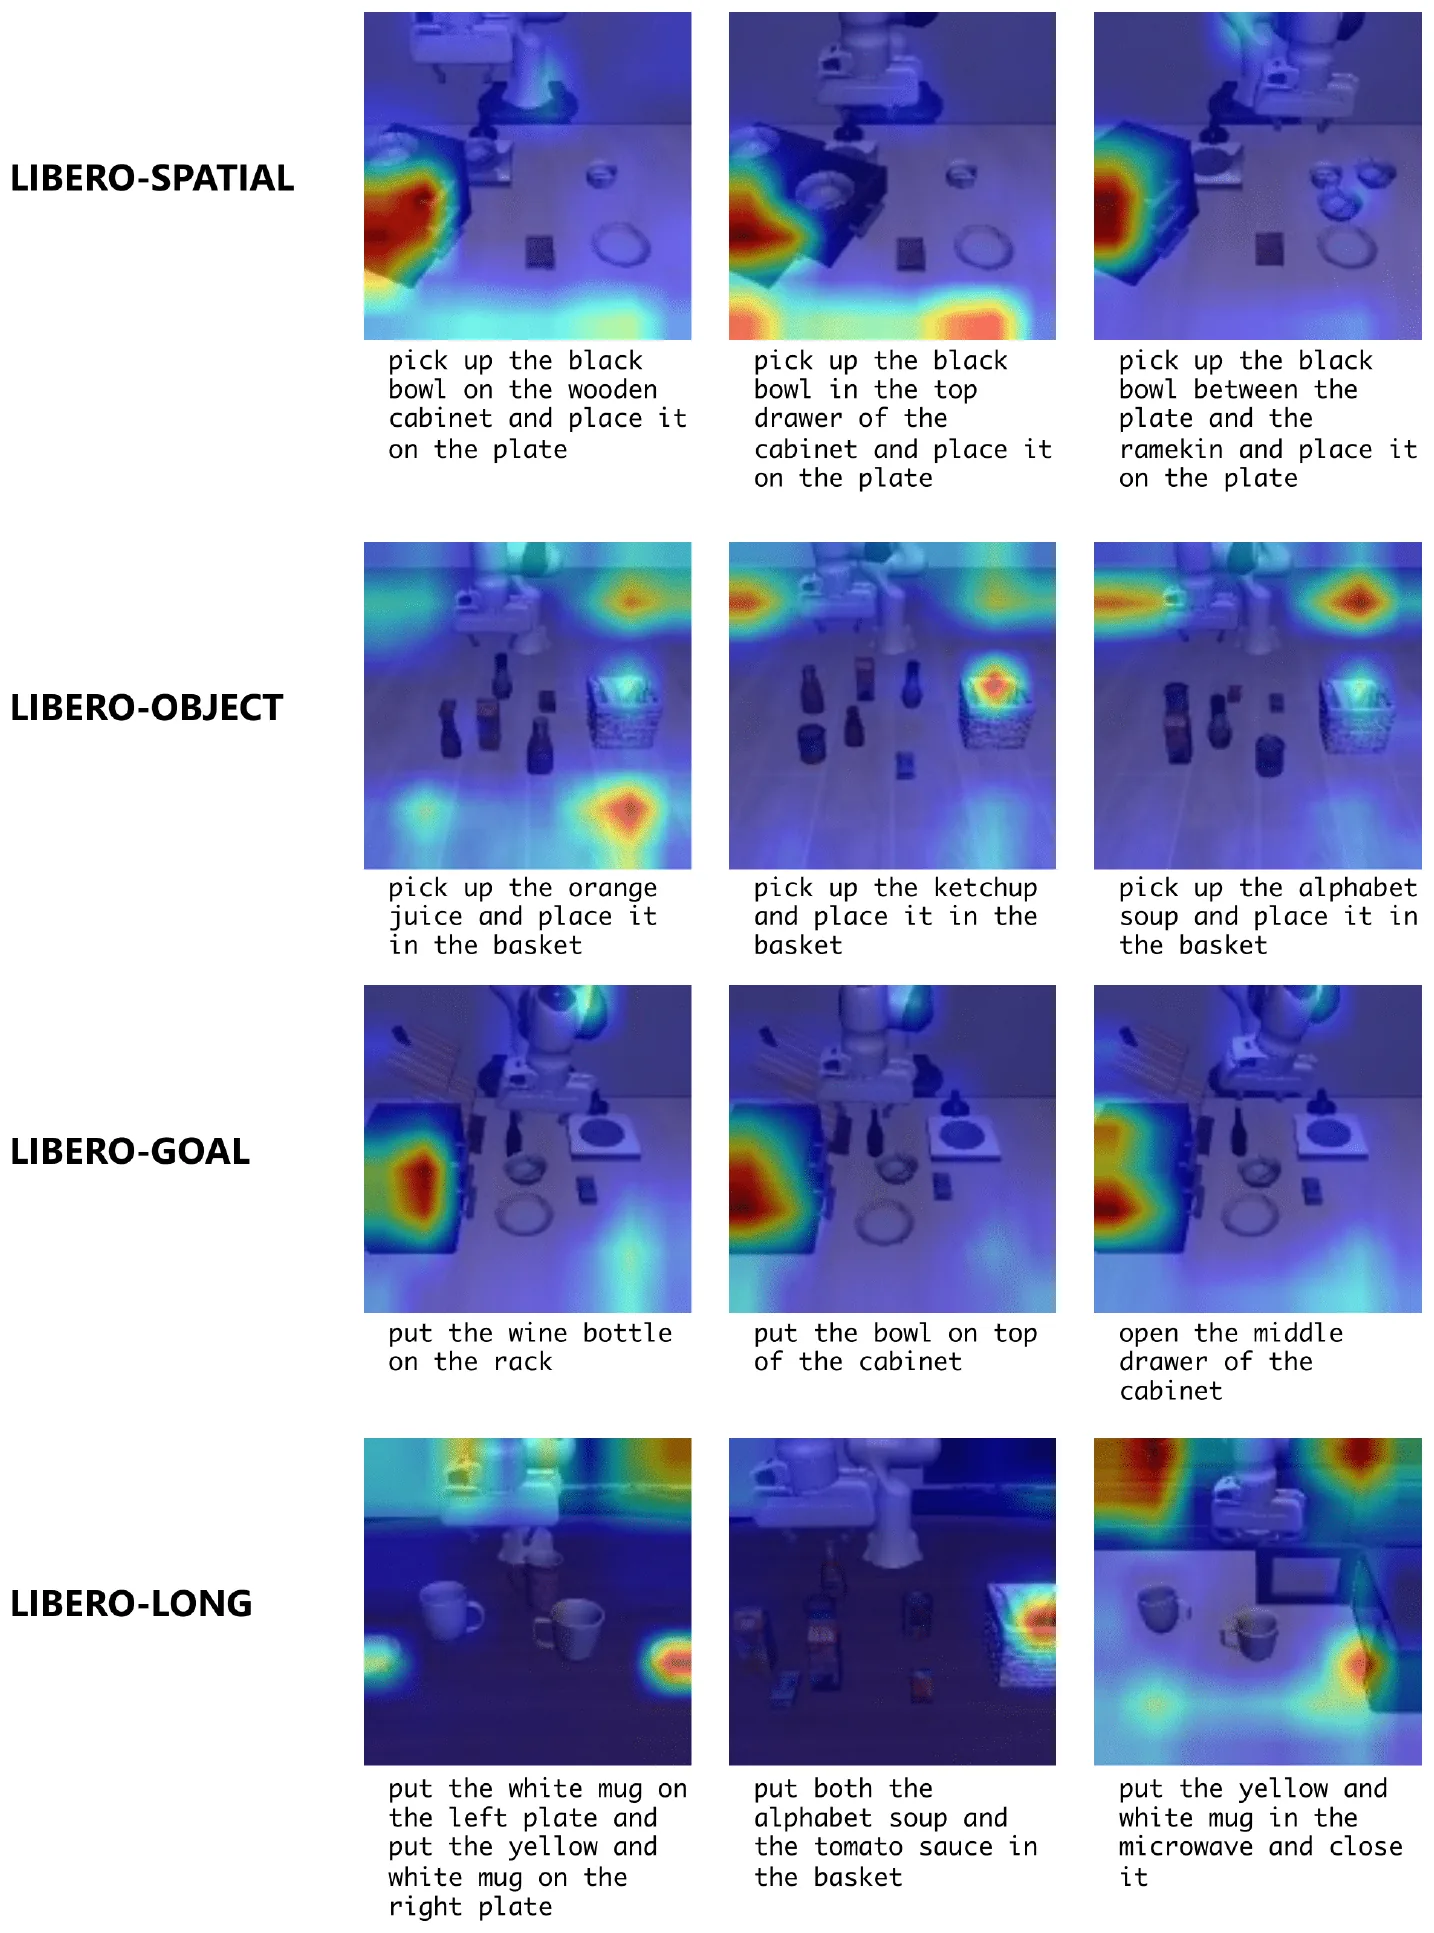 LIBERO-SPATIAL
pick up the black
bowl on the wooden
cabinet and place it
on the plate
pick up the black
bowl in the top
drawer of the
cabinet and place it
on the plate
pick up the black
bowl between the
plate and the
ramekin and place it
on the plate
LIBERO-OBJECT
pick up the orange
juice and place it
in the basket
pick up the ketchup
and place it in the
basket
pick up the alphabet
soup and place it in
the basket
LIBERO-GOAL
put the wine bottle
on the rack
put the bowl on top
of the cabinet
open the middle
drawer of the
cabinet
LIBERO-LONG
put the white mug on
the left plate and
put the yellow and
white mug on the
right plate
put both the
alphabet soup and
the tomato sauce in
the basket
put the yellow and
white mug in the
microwave and close
it